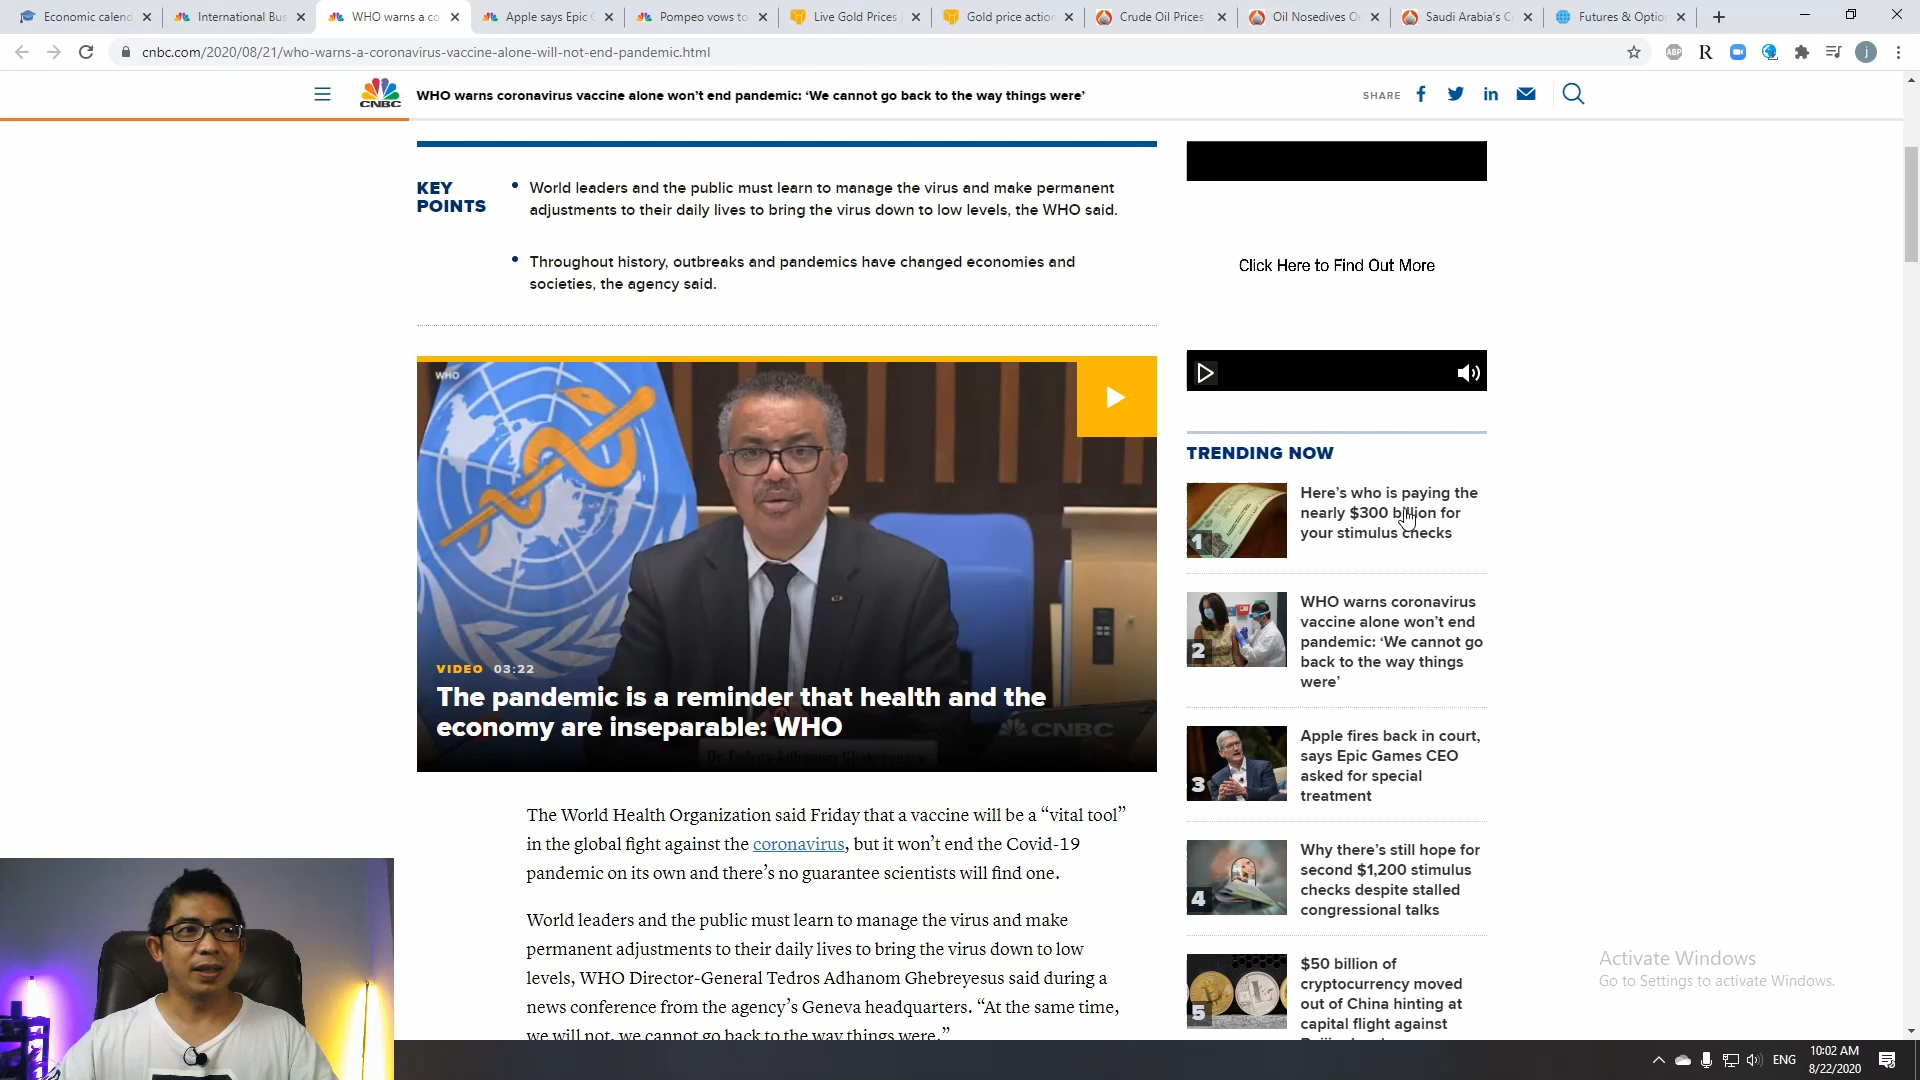 Economic calend
International Bus
WHO warns a co
Apple says Epic G
Pompeo vows to
Live Gold Prices
Gold price action
Crude Oil Prices
Oil Nosedives On
Saudi Arabia's C
Futures & Optio
cnbc.com/2020/08/21/who-warns-a-coronavirus-vaccine-alone-will-not-end-pandemic.html
ABP
R
j
CNBC
WHO warns coronavirus vaccine alone won't end pandemic: 'We cannot go back to the way things were'
SHARE
KEY
POINTS
World leaders and the public must learn to manage the virus and make permanent
adjustments to their daily lives to bring the virus down to low levels, the WHO said.
Throughout history, outbreaks and pandemics have changed economies and
societies, the agency said.
WHO
VIDEO 03:22
The pandemic is a reminder that health and the
economy are inseparable: WHO
CNBC
Dr Tedros Adhanom Ghebreyesus
The World Health Organization said Friday that a vaccine will be a “vital tool”
in the global fight against the coronavirus, but it won’t end the Covid-19
pandemic on its own and there’s no guarantee scientists will find one.
World leaders and the public must learn to manage the virus and make
permanent adjustments to their daily lives to bring the virus down to low
levels, WHO Director-General Tedros Adhanom Ghebreyesus said during a
news conference from the agency’s Geneva headquarters. “At the same time,
we will not, we cannot go back to the way things were.”
Click Here to Find Out More
TRENDING NOW
1
Here’s who is paying the
nearly $300 billion for
your stimulus checks
2
WHO warns coronavirus
vaccine alone won’t end
pandemic: ‘We cannot go
back to the way things
were’
3
Apple fires back in court,
says Epic Games CEO
asked for special
treatment
4
Why there’s still hope for
second $1,200 stimulus
checks despite stalled
congressional talks
5
$50 billion of
cryptocurrency moved
out of China hinting at
capital flight against
Activate Windows
Go to Settings to activate Windows.
ENG
10:02 AM
8/22/2020